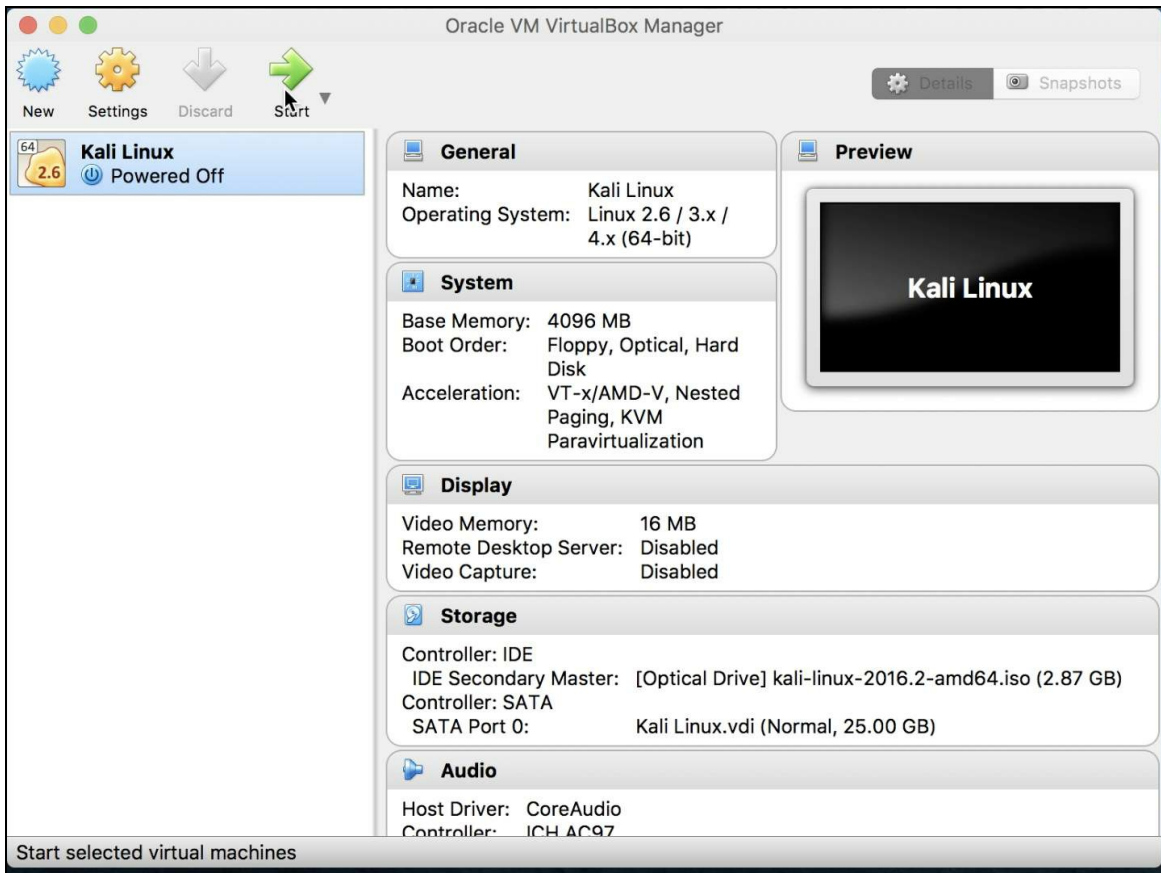 Oracle VM VirtualBox Manager
New Settings Discard Start
Details Snapshots
64
2.6
Kali Linux
Powered Off
General
Name: Kali Linux
Operating System: Linux 2.6 / 3.x /
4.x (64-bit)
Preview
Kali Linux
System
Base Memory: 4096 MB
Boot Order: Floppy, Optical, Hard
Disk
Acceleration: VT-x/AMD-V, Nested
Paging, KVM
Paravirtualization
Display
Video Memory: 16 MB
Remote Desktop Server: Disabled
Video Capture: Disabled
Storage
Controller: IDE
IDE Secondary Master: [Optical Drive] kali-linux-2016.2-amd64.iso (2.87 GB)
Controller: SATA
SATA Port 0: Kali Linux.vdi (Normal, 25.00 GB)
Audio
Host Driver: CoreAudio
Controller: ICH AC97
Start selected virtual machines